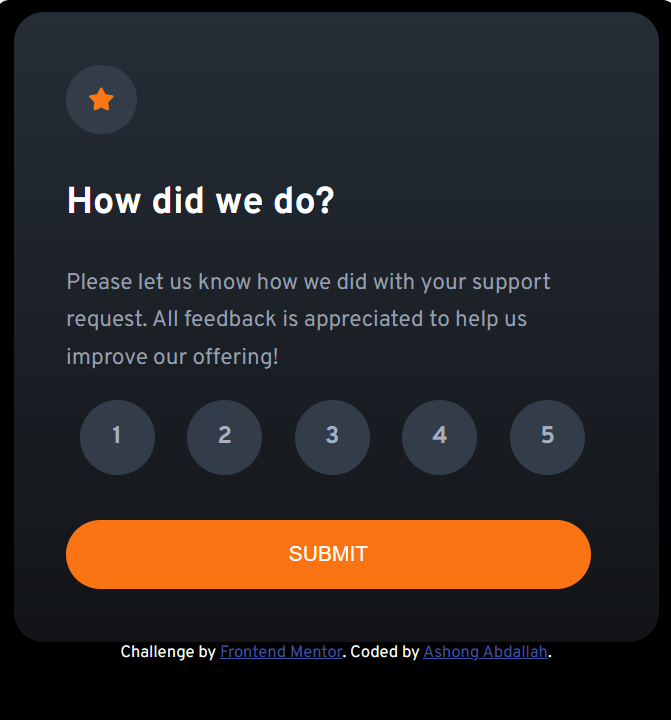 How did we do?
Please let us know how we did with your support
request. All feedback is appreciated to help us
improve our offering!
1 2 3 4 5
SUBMIT
Challenge by Frontend Mentor. Coded by Ashong Abdallah.